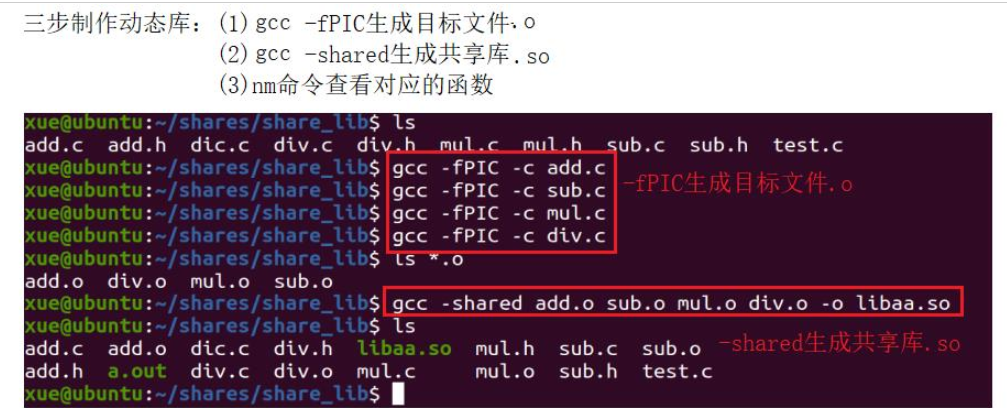 三步制作动态库：(1) gcc -fPIC生成目标文件.o
(2) gcc -shared生成共享库.so
(3)nm命令查看对应的函数
xue@ubuntu:~/shares/share_lib$ ls
add.c add.h dic.c div.c div.h mul.c mul.h sub.c sub.h test.c
xue@ubuntu:~/shares/share_lib$ gcc -fPIC -c add.c
xue@ubuntu:~/shares/share_lib$ gcc -fPIC -c sub.c -fPIC生成目标文件.o
xue@ubuntu:~/shares/share_lib$ gcc -fPIC -c mul.c
xue@ubuntu:~/shares/share_lib$ gcc -fPIC -c div.c
xue@ubuntu:~/shares/share_lib$ ls *.o
add.o div.o mul.o sub.o
xue@ubuntu:~/shares/share_lib$ gcc -shared add.o sub.o mul.o div.o -o libaa.so
xue@ubuntu:~/shares/share_lib$ ls
add.c add.o dic.c div.h libaa.so mul.h sub.c sub.o -shared生成共享库.so
add.h a.out div.c div.o mul.c mul.o sub.h test.c
xue@ubuntu:~/shares/share_lib$